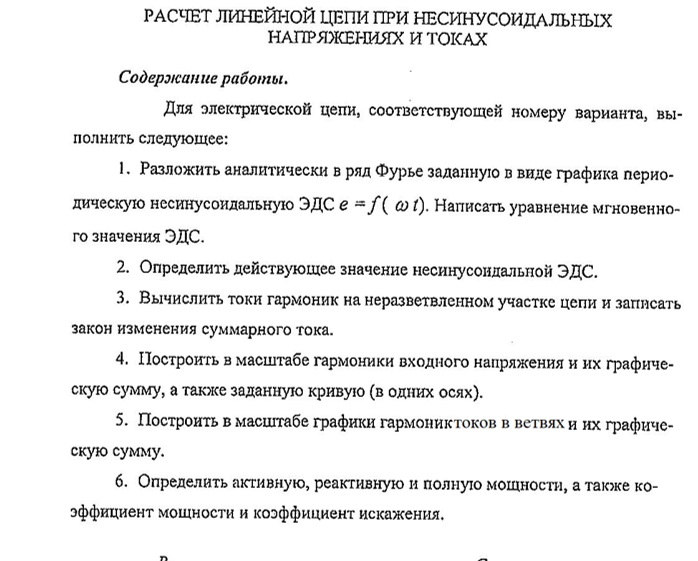 РАСЧЕТ ЛИНЕЙНОЙ ЦЕПИ ПРИ НЕСИНУСОИДАЛЬНЫХ
НАПРЯЖЕНИЯХ И ТОКАХ
Содержание работы.
Для электрической цепи, соответствующей номеру варианта, вы-
полнить следующее:
1. Разложить аналитически в ряд Фурье заданную в виде графика перио-
дическую несинусоидальную ЭДС e = f ( ω t). Написать уравнение мгновенно-
го значения ЭДС.
2. Определить действующее значение несинусоидальной ЭДС.
3. Вычислить токи гармоник на неразветвленном участке цепи и записать
закон изменения суммарного тока.
4. Построить в масштабе гармоники входного напряжения и их графиче-
скую сумму, а также заданную кривую (в одних осях).
5. Построить в масштабе графики гармоник токов в ветвях и их графиче-
скую сумму.
6. Определить активную, реактивную и полную мощности, а также ко-
эффициент мощности и коэффициент искажения.